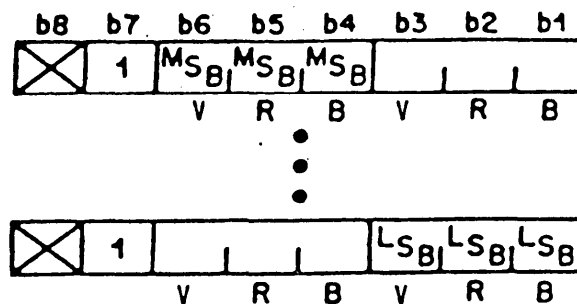 b8 b7 b6 b5 b4 b3 b2 b1
1 MSB MSB MSB
V R B V R B
1 LSB LSB LSB
V R B V R B